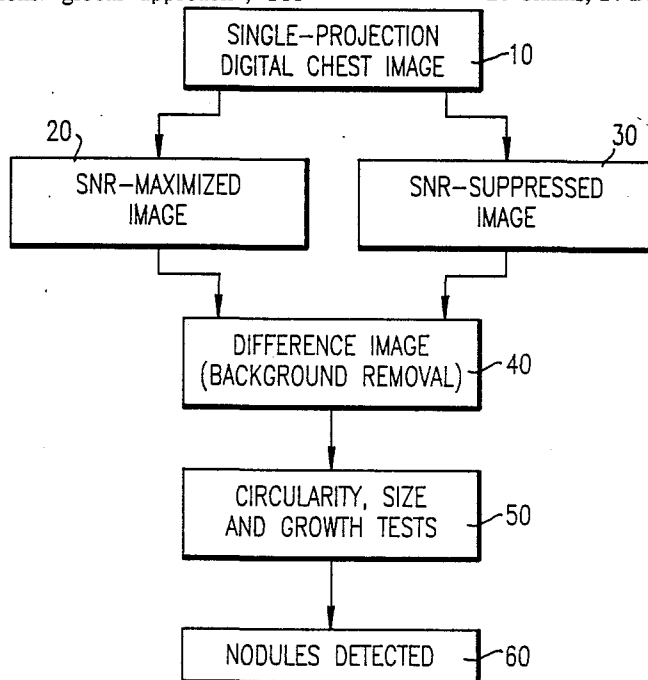 SINGLE-PROJECTION
DIGITAL CHEST IMAGE
10
20
SNR-MAXIMIZED
IMAGE
30
SNR-SUPPRESSED
IMAGE
DIFFERENCE IMAGE
(BACKGROUND REMOVAL)
40
CIRCULARITY, SIZE
AND GROWTH TESTS
50
NODULES DETECTED
60